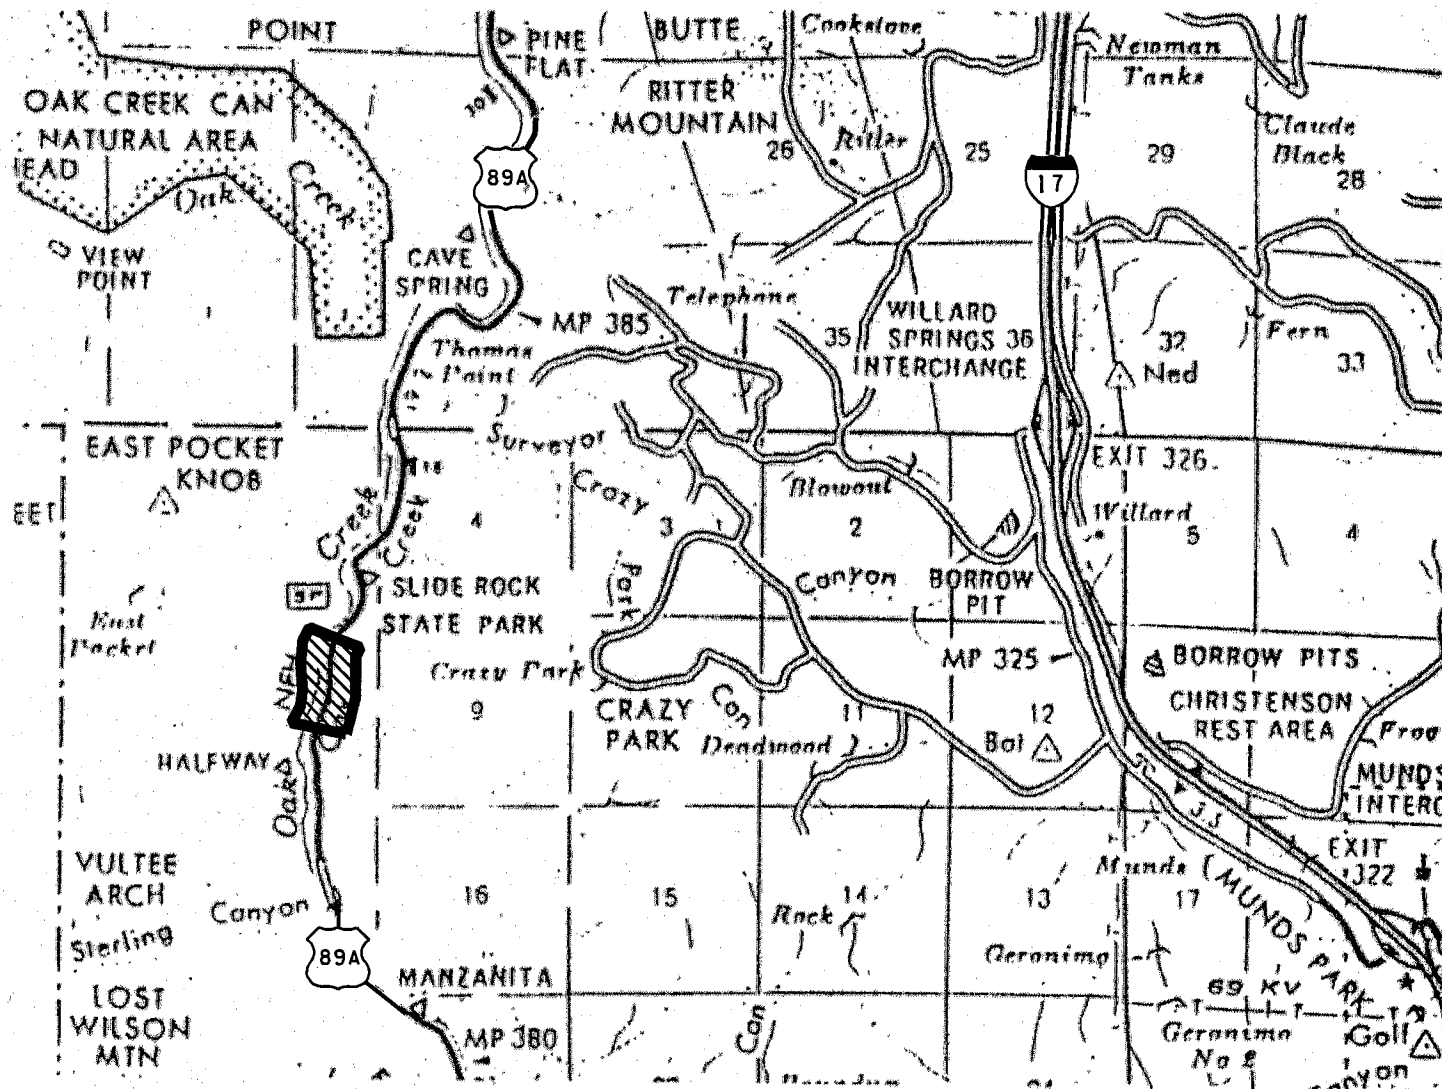 POINT
PINE
FLAT
BUTTE
Cookstove
Newman
Tanks
OAK CREEK CAN
NATURAL AREA
HEAD
Oak
Creek
RITTER
MOUNTAIN
26
Ritter
25
29
Claude
Black
28
89A
17
VIEW
POINT
CAVE
SPRING
MP 385
Telephone
WILLARD
35 SPRINGS 36
INTERCHANGE
32
Fern
33
Ned
Thomas
Point
EAST POCKET
KNOB
Surveyor
EXIT 326
Crazy
Blowout
Willard
Creek
Creek
4
3
1
2
5
4
SLIDE ROCK
STATE PARK
Park
Canyon
BORROW
PIT
East
Pocket
MP 325
BORROW PITS
Crazy Park
CHRISTENSON
REST AREA
9
CRAZY
PARK
Can
11
12
Deadwood
Bal
HALFWAY
Oak
MUNDS
INTERC
EXIT
322
VULTEE
ARCH
Munds
MUNDS PARK
Canyon
16
15
14
13
17
Rock
Sterling
89A
Geronimo
MANZANITA
LOST
WILSON
MTN
69 KV
MP 380
Can
Geronimo
No 2
Golf